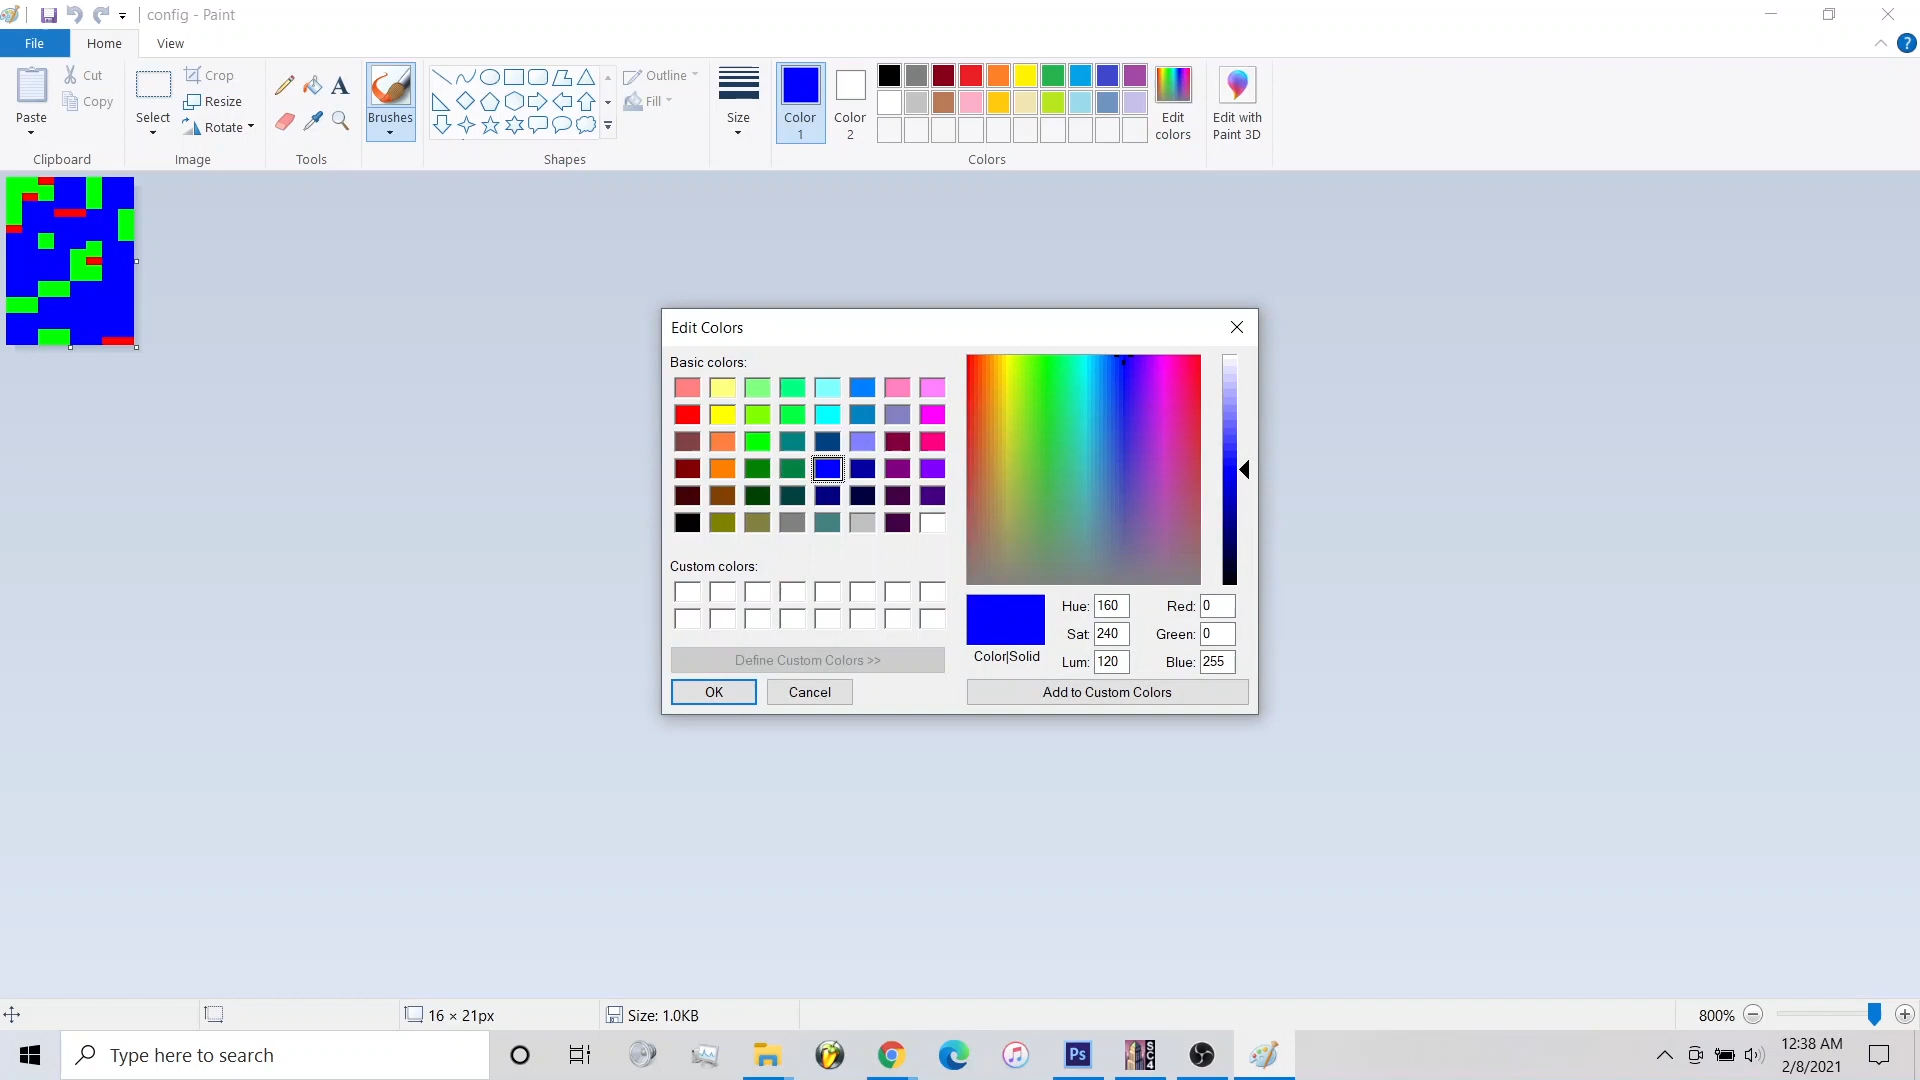 config - Paint
File
Home
View
Paste
Cut
Copy
Clipboard
Select
Crop
Resize
Rotate
Image
A
Tools
Brushes
Outline
Fill
Shapes
Size
Color
1
Color
2
Edit
colors
Colors
Edit with
Paint 3D
?
Edit Colors
Basic colors:
Custom colors:
Define Custom Colors >>
OK
Cancel
Color|Solid
Hue: 160
Sat: 240
Lum: 120
Red: 0
Green: 0
Blue: 255
Add to Custom Colors
16 × 21px
Size: 1.0KB
800%
Type here to search
Ps
SC4
12:38 AM
2/8/2021